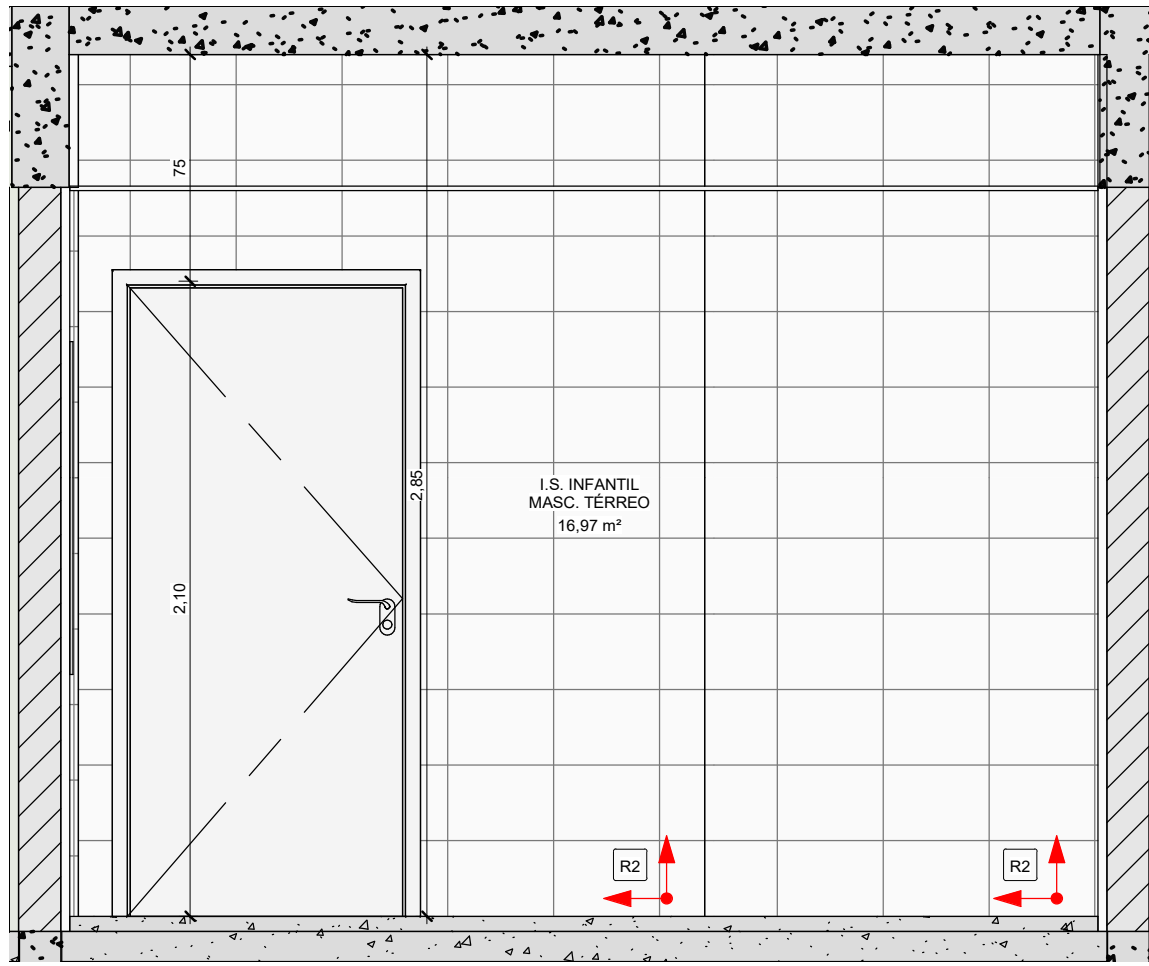 75
2,85
I.S. INFANTIL
MASC. TÉRREO
16,97 m²
2,10
R2
R2